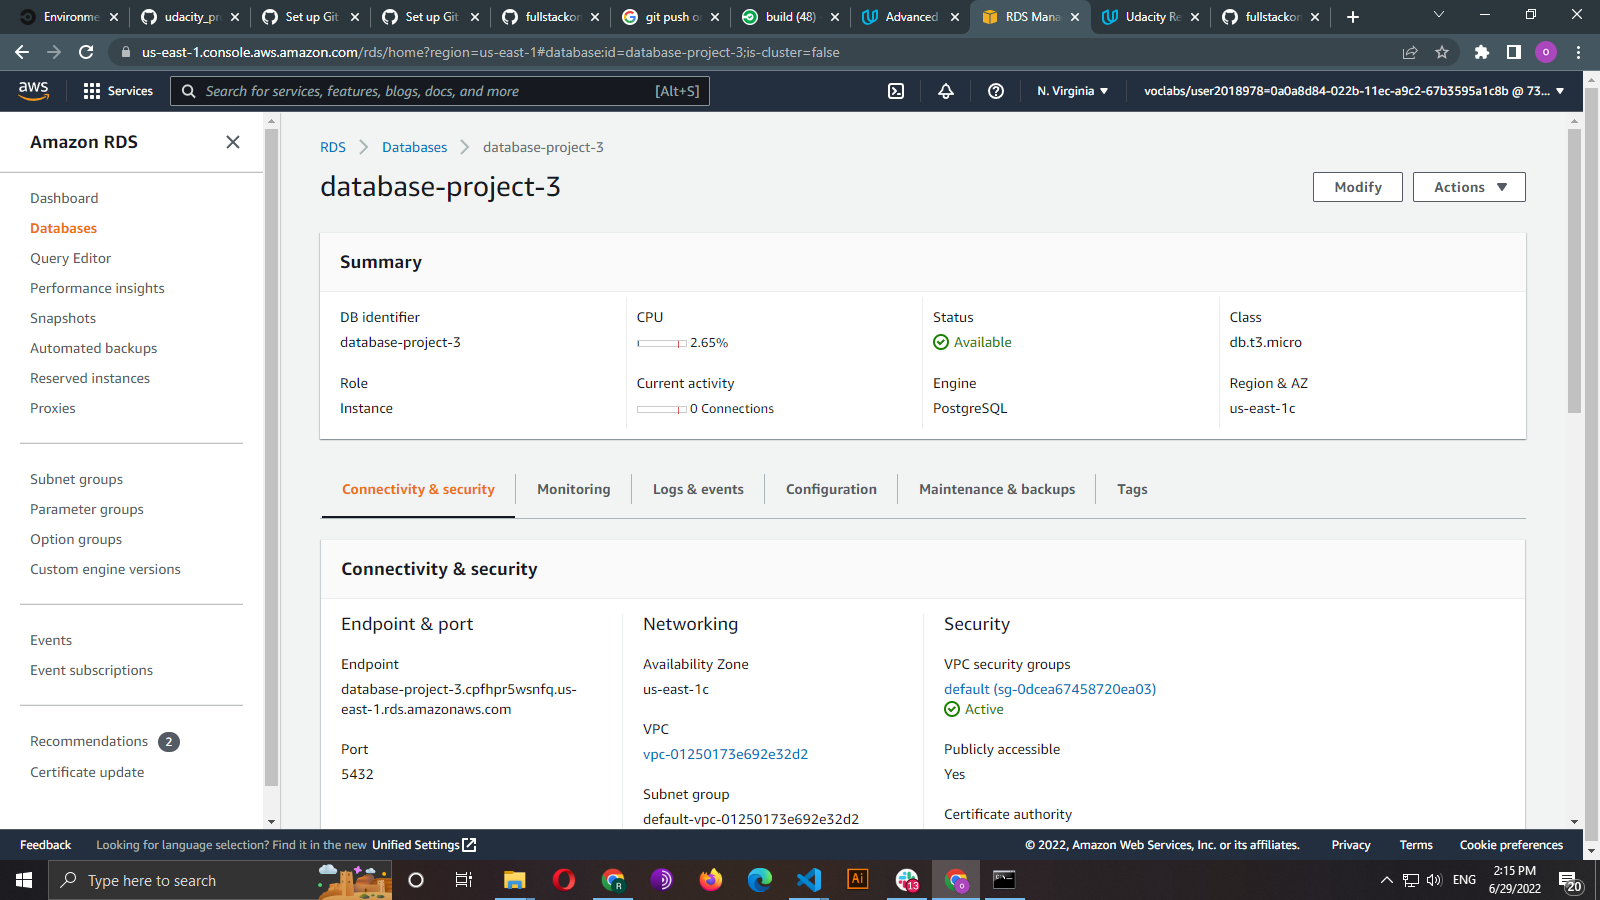 Environme
udacity_pr
Set up Git
Set up Git
fullstackor
git push o
build (48)
Advanced
RDS Mana
Udacity Re
fullstackor
us-east-1.console.aws.amazon.com/rds/home?region=us-east-1#database:id=database-project-3;is-cluster=false
o
aws
Services
Search for services, features, blogs, docs, and more
[Alt+S]
N. Virginia
voclabs/user2018978=0a0a8d84-022b-11ec-a9c2-67b3595a1c8b @ 73...
Amazon RDS
Dashboard
Databases
Query Editor
Performance insights
Snapshots
Automated backups
Reserved instances
Proxies
Subnet groups
Parameter groups
Option groups
Custom engine versions
Events
Event subscriptions
Recommendations 2
Certificate update
RDS > Databases > database-project-3
database-project-3
Modify
Actions
Summary
DB identifier
database-project-3
CPU
2.65%
Status
Available
Class
db.t3.micro
Role
Instance
Current activity
0 Connections
Engine
PostgreSQL
Region & AZ
us-east-1c
Connectivity & security
Monitoring
Logs & events
Configuration
Maintenance & backups
Tags
Connectivity & security
Endpoint & port
Endpoint
database-project-3.cpfhpr5wsnfq.us-
east-1.rds.amazonaws.com
Port
5432
Networking
Availability Zone
us-east-1c
VPC
vpc-01250173e692e32d2
Subnet group
default-vpc-01250173e692e32d2
Security
VPC security groups
default (sg-0dcea67458720ea03)
Active
Publicly accessible
Yes
Certificate authority
Feedback
Looking for language selection? Find it in the new Unified Settings
© 2022, Amazon Web Services, Inc. or its affiliates.
Privacy
Terms
Cookie preferences
Type here to search
R
Ai
13
o
ENG
2:15 PM
6/29/2022
20